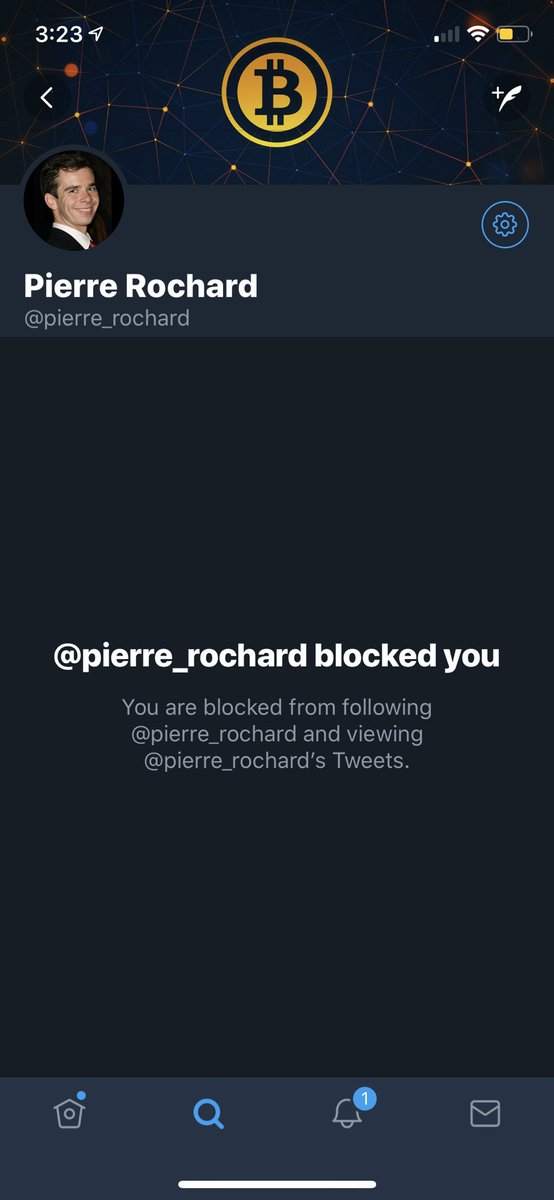 3:23
Pierre Rochard
@pierre_rochard
@pierre_rochard blocked you
You are blocked from following
@pierre_rochard and viewing
@pierre_rochard’s Tweets.
1